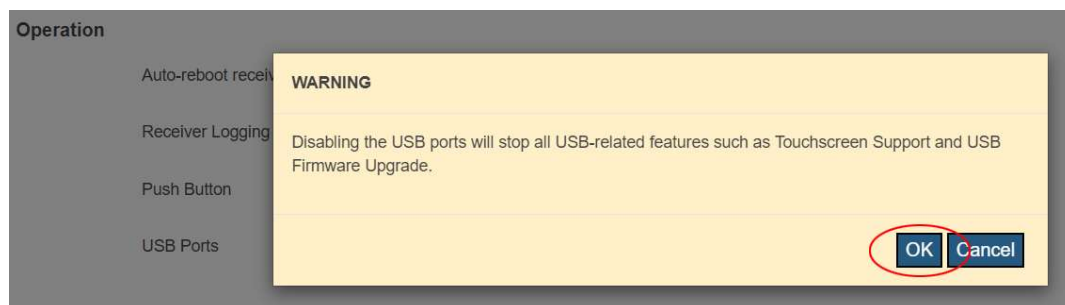 Operation
Auto-reboot receiv
WARNING
Receiver Logging
Disabling the USB ports will stop all USB-related features such as Touchscreen Support and USB
Firmware Upgrade.
Push Button
USB Ports
OK Cancel